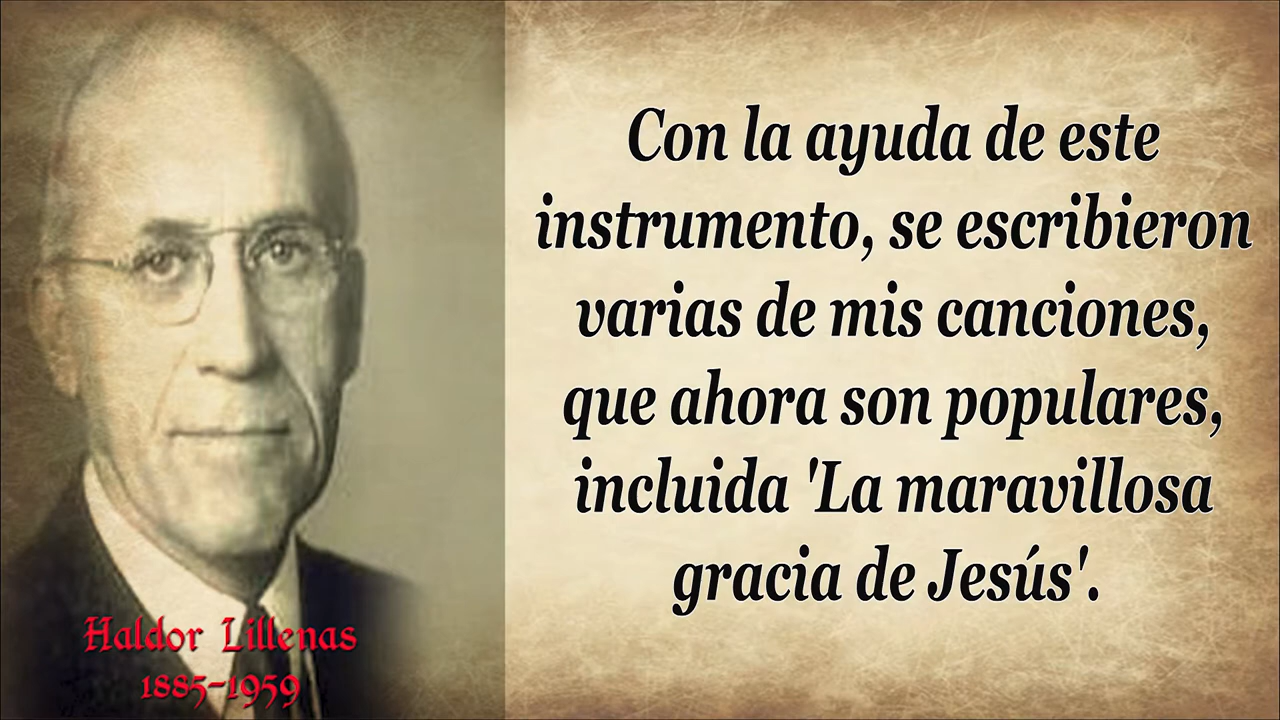 Con la ayuda de este
instrumento, se escribieron
varias de mis canciones,
que ahora son populares,
incluida 'La maravillosa
gracia de Jesús'.
Haldor Lillenas
1885-1959